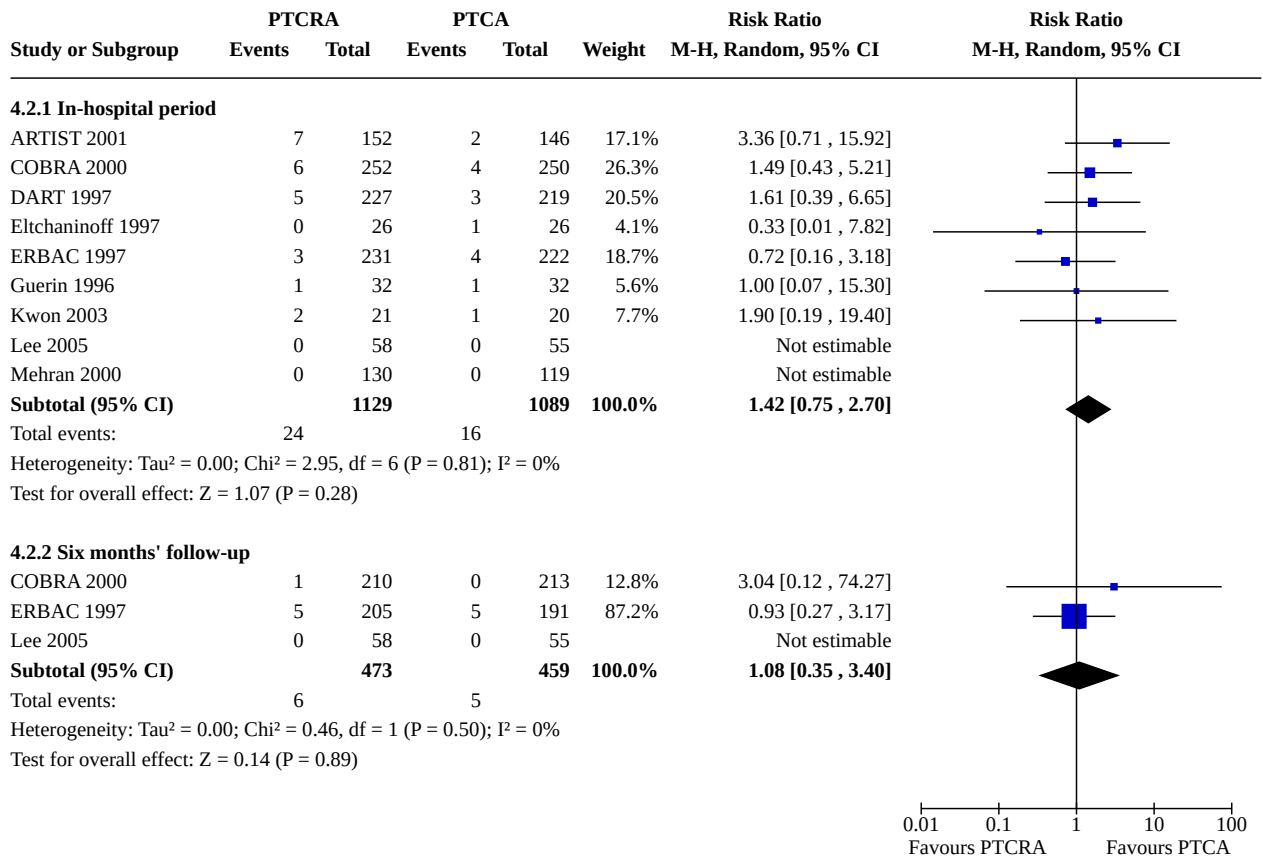 PTCRA PTCA Risk Ratio Risk Ratio
Study or Subgroup Events Total Events Total Weight M-H, Random, 95% CI M-H, Random, 95% CI
4.2.1 In-hospital period
ARTIST 2001 7 152 2 146 17.1% 3.36 [0.71 , 15.92]
COBRA 2000 6 252 4 250 26.3% 1.49 [0.43 , 5.21]
DART 1997 5 227 3 219 20.5% 1.61 [0.39 , 6.65]
Eltchaninoff 1997 0 26 1 26 4.1% 0.33 [0.01 , 7.82]
ERBAC 1997 3 231 4 222 18.7% 0.72 [0.16 , 3.18]
Guerin 1996 1 32 1 32 5.6% 1.00 [0.07 , 15.30]
Kwon 2003 2 21 1 20 7.7% 1.90 [0.19 , 19.40]
Lee 2005 0 58 0 55 Not estimable
Mehran 2000 0 130 0 119 Not estimable
Subtotal (95% CI) 1129 1089 100.0% 1.42 [0.75 , 2.70]
Total events: 24 16
Heterogeneity: Tau² = 0.00; Chi² = 2.95, df = 6 (P = 0.81); I² = 0%
Test for overall effect: Z = 1.07 (P = 0.28)
4.2.2 Six months' follow-up
COBRA 2000 1 210 0 213 12.8% 3.04 [0.12 , 74.27]
ERBAC 1997 5 205 5 191 87.2% 0.93 [0.27 , 3.17]
Lee 2005 0 58 0 55 Not estimable
Subtotal (95% CI) 473 459 100.0% 1.08 [0.35 , 3.40]
Total events: 6 5
Heterogeneity: Tau² = 0.00; Chi² = 0.46, df = 1 (P = 0.50); I² = 0%
Test for overall effect: Z = 0.14 (P = 0.89)
0.01 0.1 1 10 100
Favours PTCRA Favours PTCA